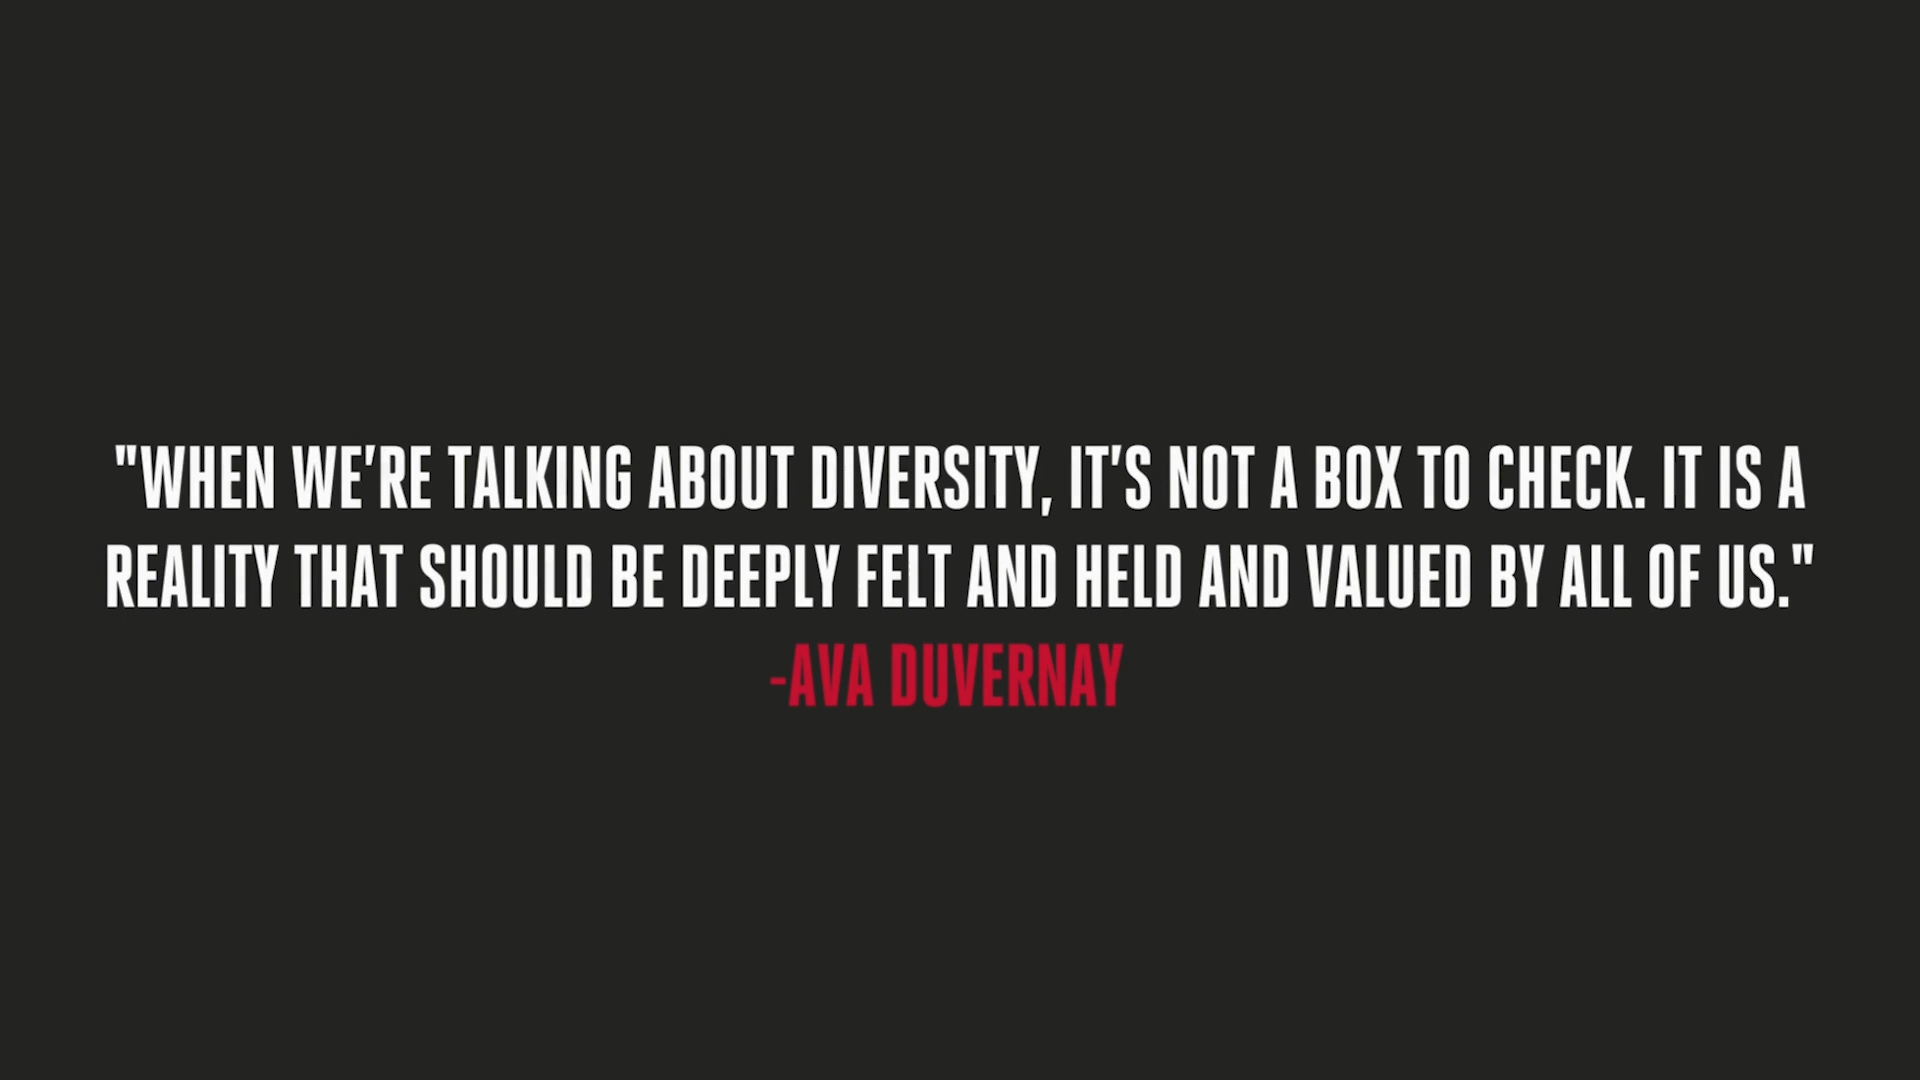 "WHEN WE'RE TALKING ABOUT DIVERSITY, IT'S NOT A BOX TO CHECK. IT IS A
REALITY THAT SHOULD BE DEEPLY FELT AND HELD AND VALUED BY ALL OF US."
-AVA DUVERNAY